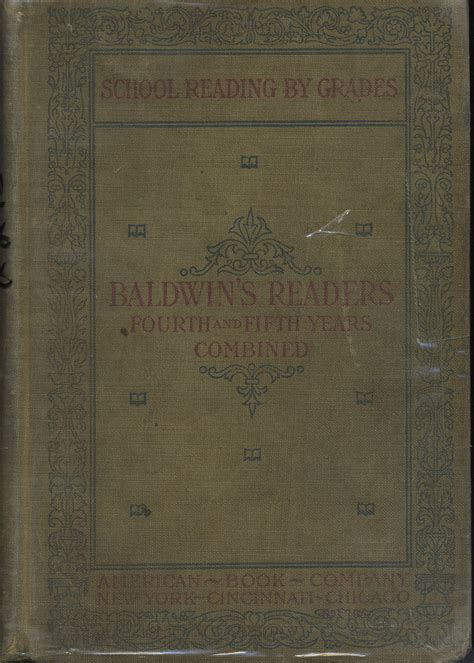 SCHOOL READING BY GRADES
BALDWIN'S READERS
FOURTH AND FIFTH YEARS
COMBINED
AMERICAN ~ BOOK ~ COMPANY
NEW YORK - CINCINNATI - CHICAGO